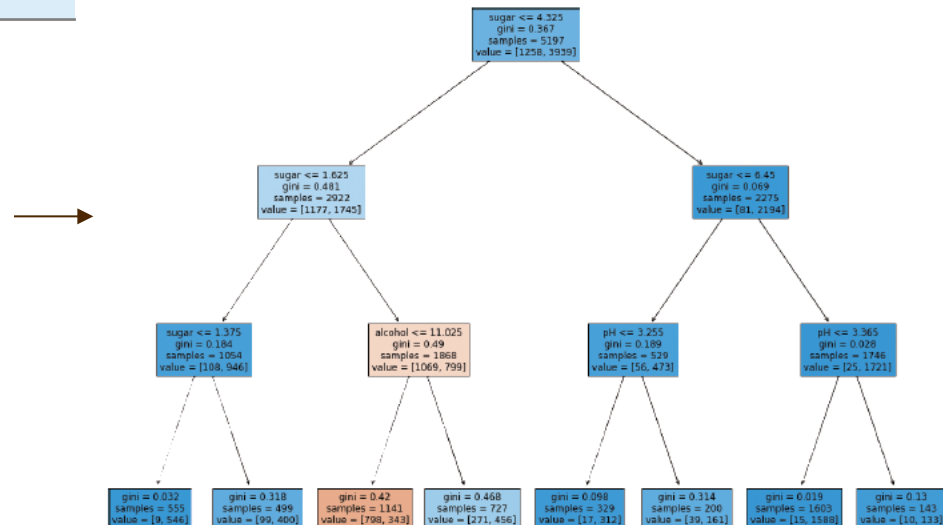 sugar <= 4.325
gini = 0.367
samples = 5197
value = [1258, 3939]
sugar <= 1.625
gini = 0.481
samples = 2922
value = [1177, 1745]
sugar <= 6.45
gini = 0.069
samples = 2275
value = [81, 2194]
sugar <= 1.375
gini = 0.184
samples = 1054
value = [108, 946]
alcohol <= 11.025
gini = 0.49
samples = 1868
value = [1069, 799]
pH <= 3.255
gini = 0.189
samples = 529
value = [56, 473]
pH <= 3.365
gini = 0.028
samples = 1746
value = [25, 1721]
gini = 0.032
samples = 555
value = [9, 546]
gini = 0.318
samples = 499
value = [99, 400]
gini = 0.42
samples = 1141
value = [798, 343]
gini = 0.468
samples = 727
value = [271, 456]
gini = 0.098
samples = 329
value = [17, 312]
gini = 0.314
samples = 200
value = [39, 161]
gini = 0.019
samples = 1603
value = [15, 1588]
gini = 0.13
samples = 143
value = [10, 133]